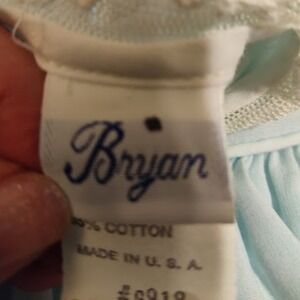 Bryan
% COTTON
MADE IN U. S. A.